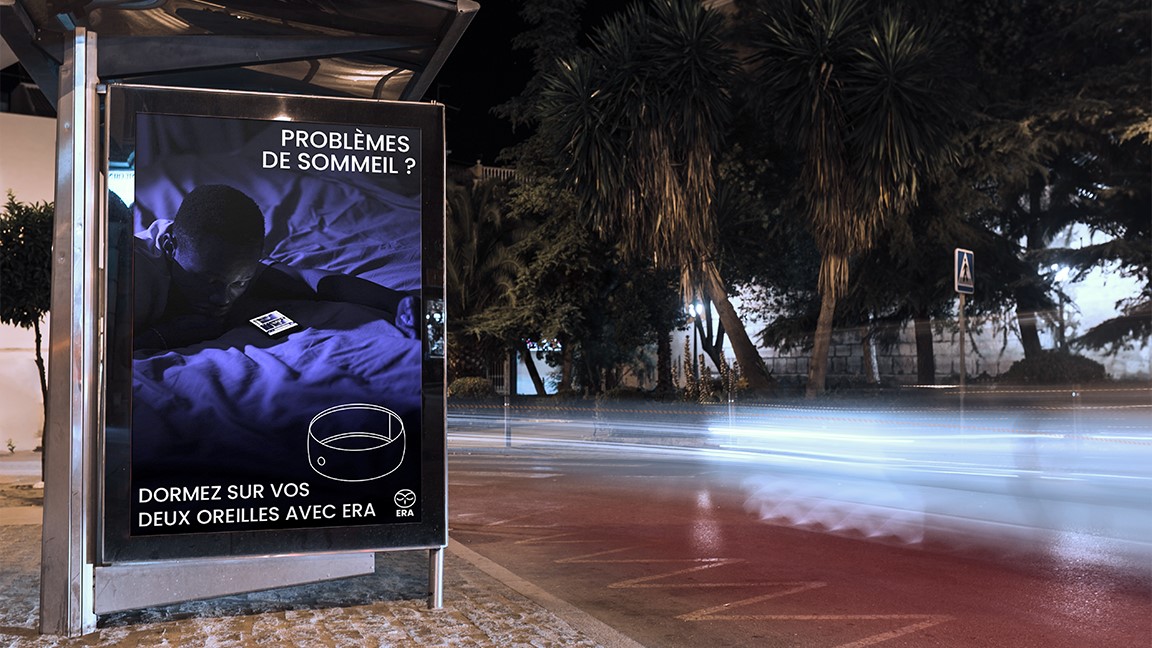 PROBLÈMES
DE SOMMEIL ?
DORMEZ SUR VOS
DEUX OREILLES AVEC ERA
ERA